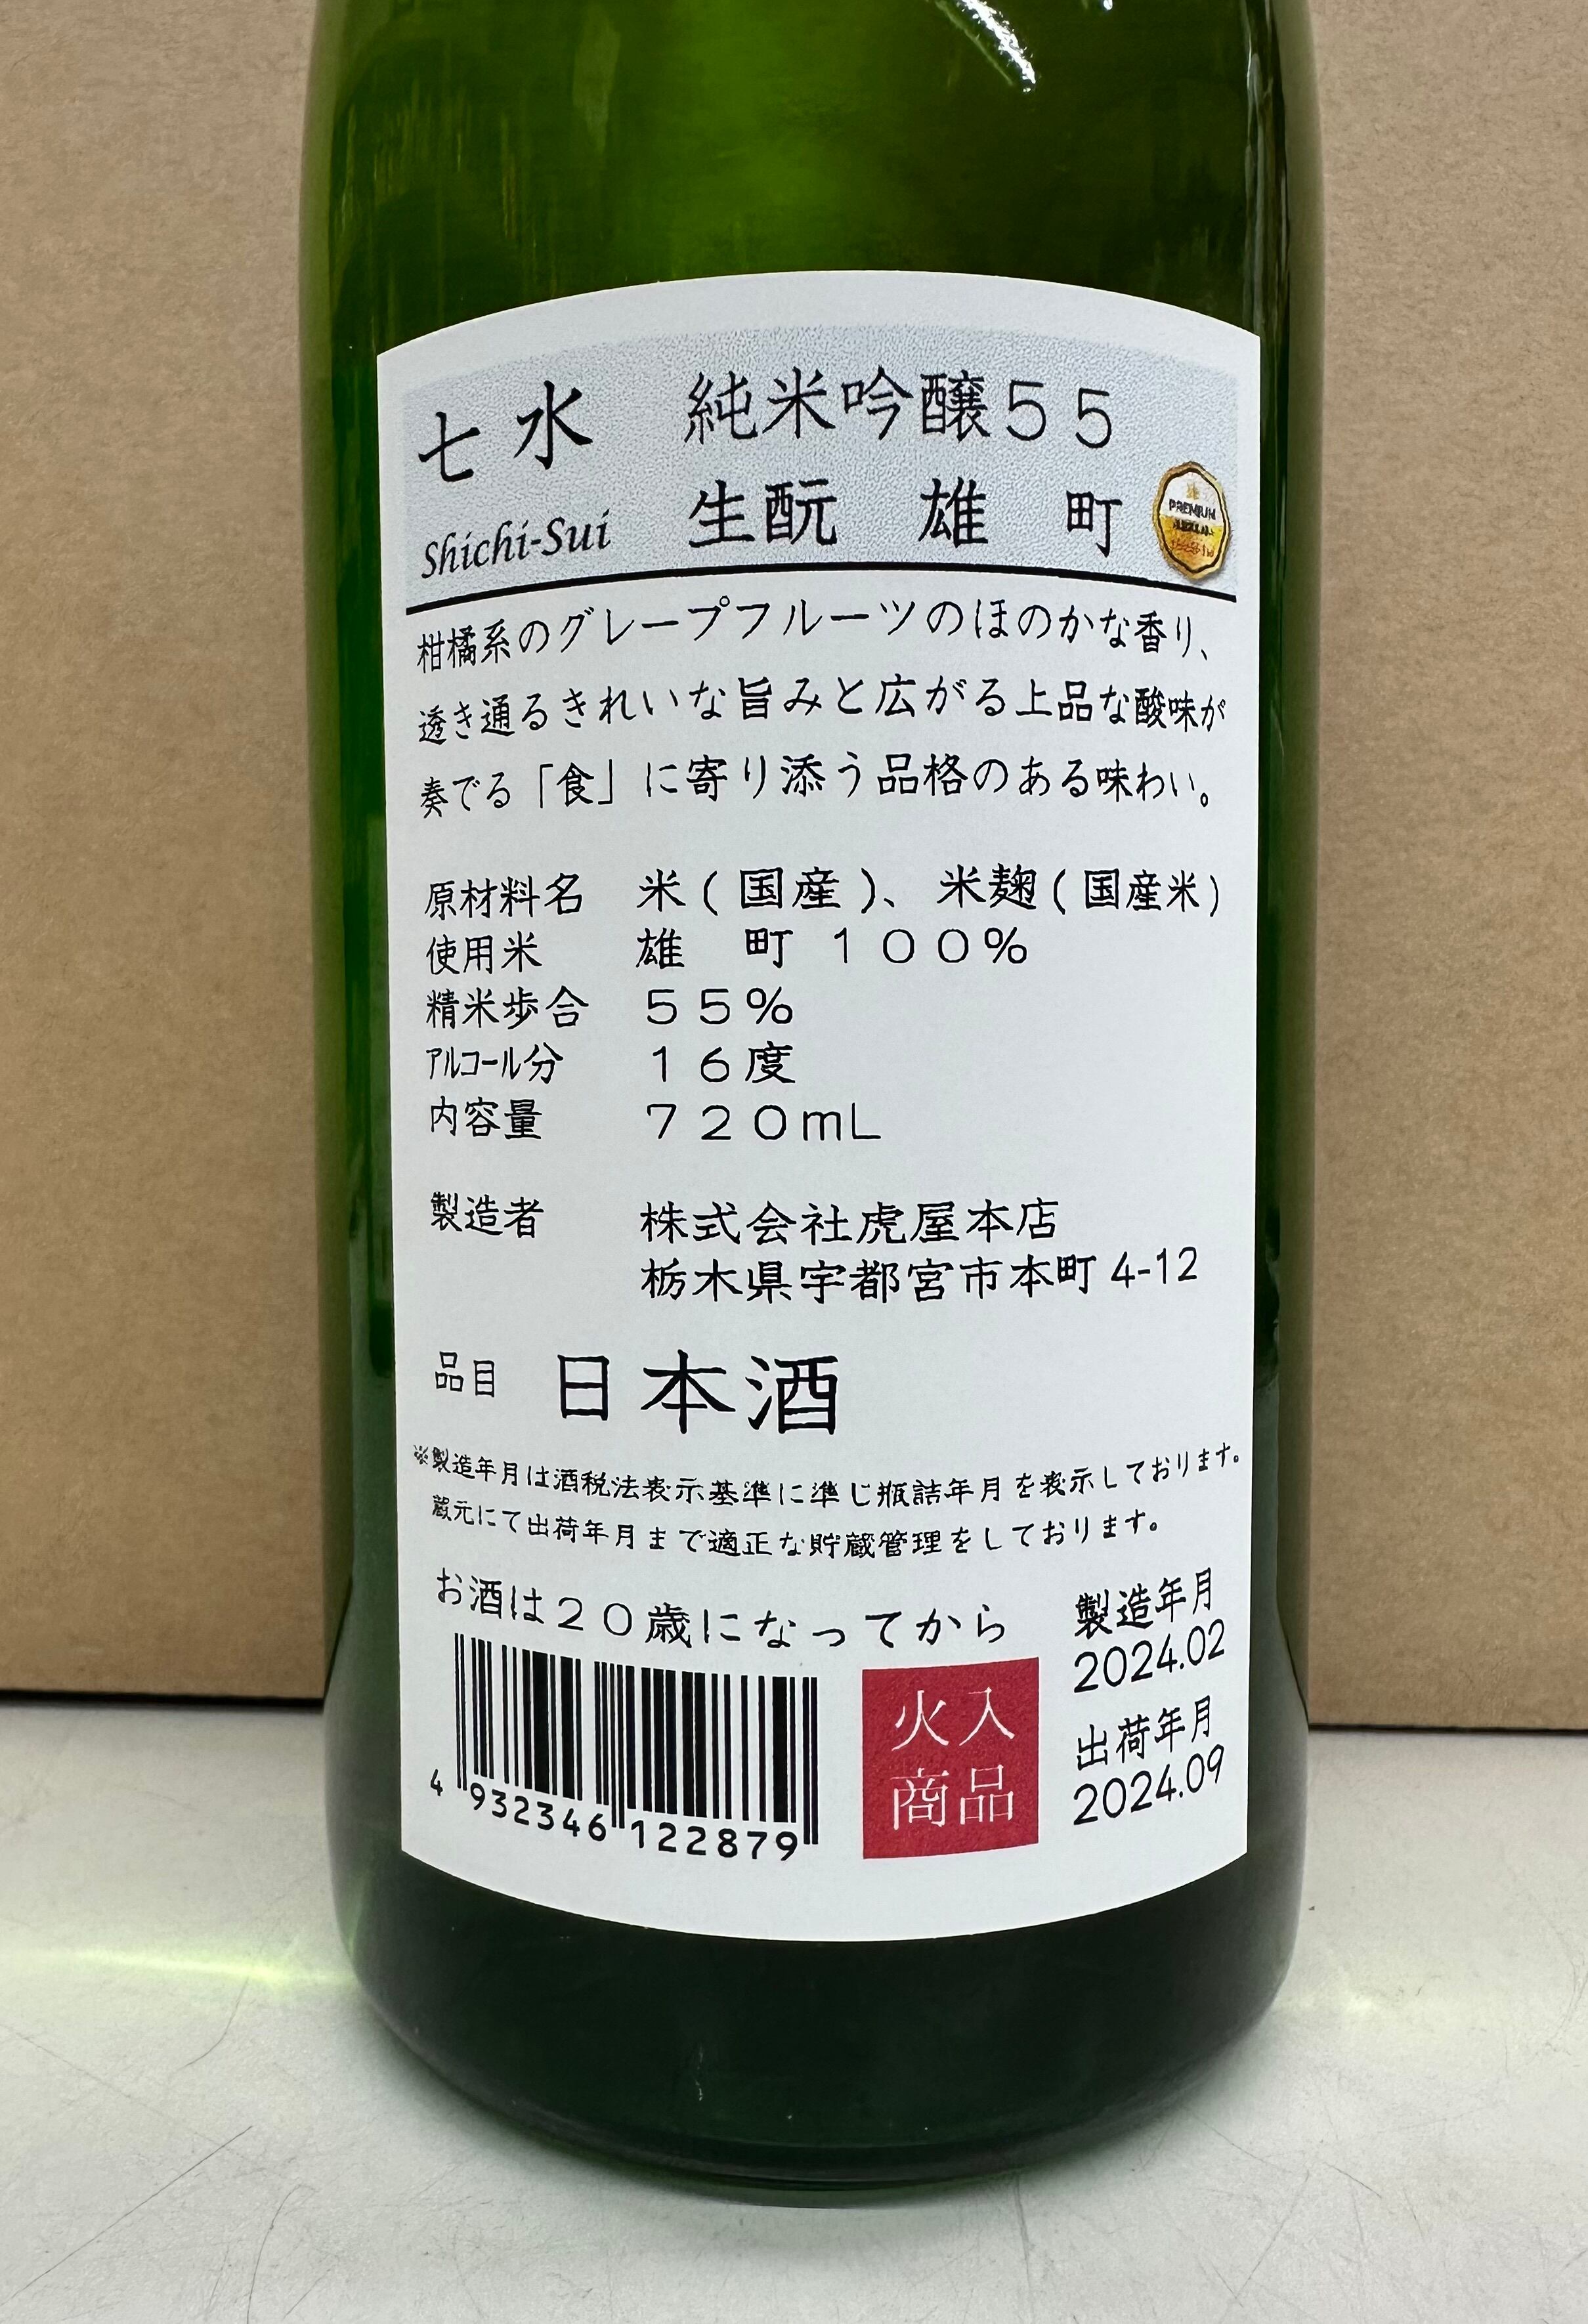 七水 純米吟醸55
Shichi-Sui 生酛 雄 町
PREMIUM
柑橘系のグレープフルーツのほのかな香り、
透き通るきれいな旨みと広がる上品な酸味が
奏でる「食」に寄り添う品格のある味わい。
原材料名 米(国産)、米麹(国産米)
使用米 雄 町 100%
精米歩合 55%
アルコール分 16度
内容量 720mL
製造者 株式会社虎屋本店
栃木県宇都宮市本町4-12
品目 日本酒
※製造年月は酒税法表示基準に準じ瓶詰年月を表示しております。
蔵元にて出荷年月まで適正な貯蔵管理をしております。
お酒は20歳になってから
4 932346 122879
火入
商品
製造年月
2024.02
出荷年月
2024.09